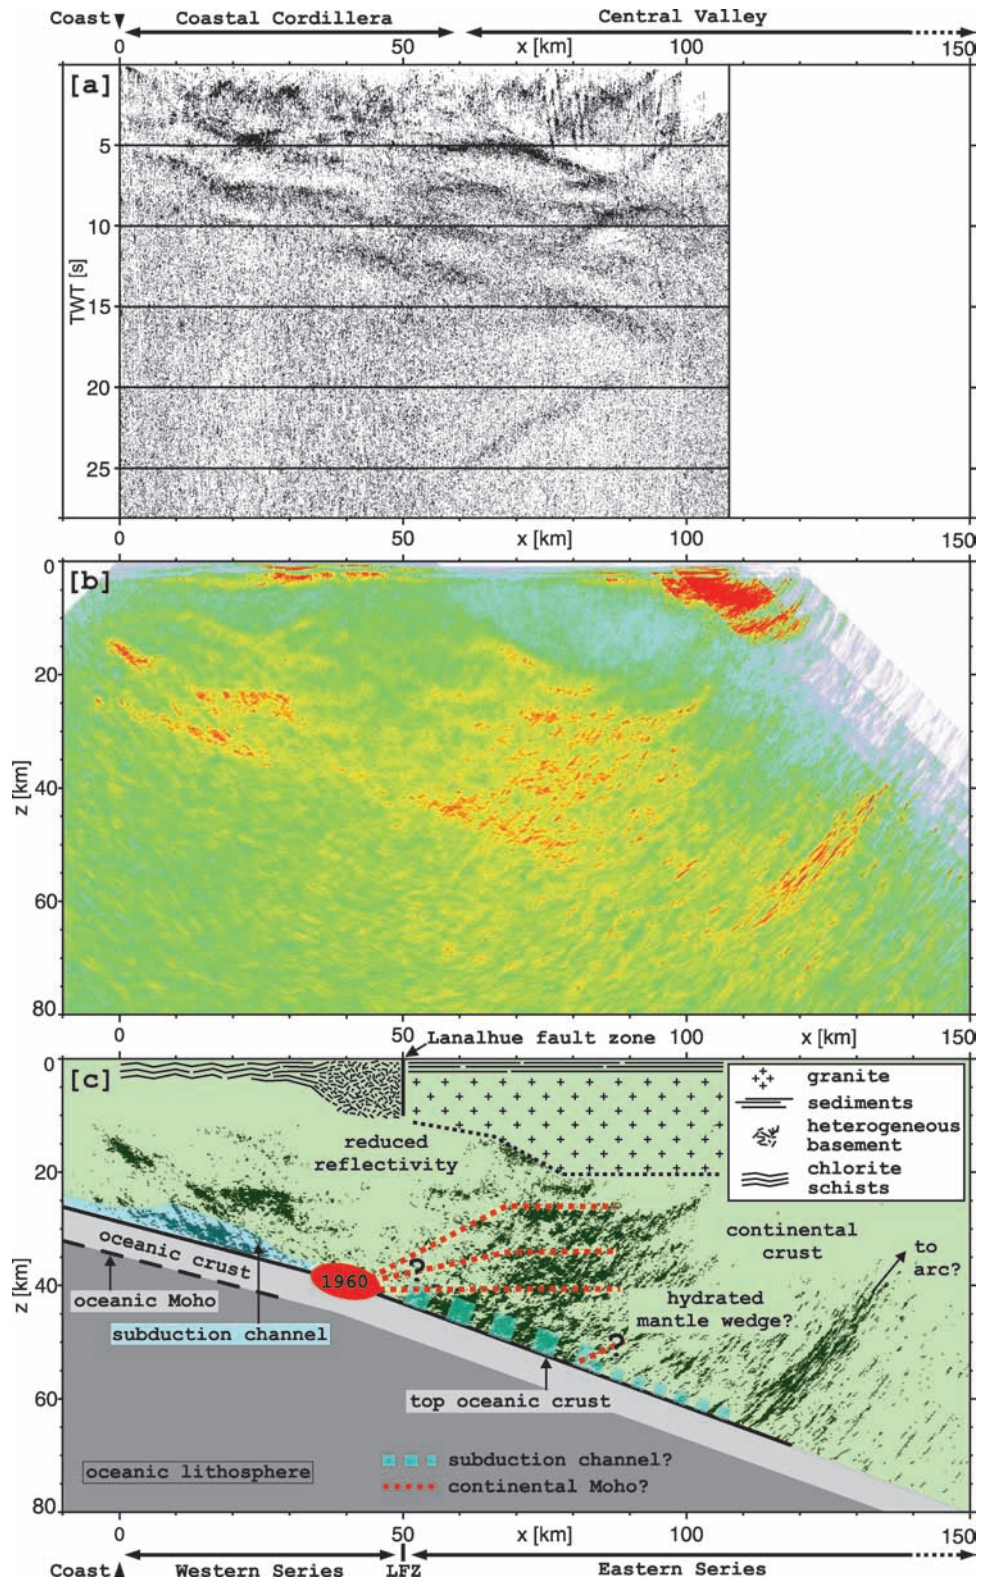 Coast Coastal Cordillera Central Valley
0 50 x [km] 100 150
[a]
5
10
TWT [s]
15
20
25
0 50 x [km] 100 150
[b]
0
20
z [km]
40
60
80
0 50 100 x [km] 150
Lanalhue fault zone
[c]
0
granite
sediments
heterogeneous
basement
chlorite
schists
reduced
reflectivity
20
continental
crust
to
arc?
oceanic crust
1960
?
z [km]
40
oceanic Moho
hydrated
mantle wedge?
subduction channel
?
top oceanic crust
60
subduction channel?
oceanic lithosphere
continental Moho?
80
0 50 x [km] 100 150
Coast Western Series LFZ Eastern Series